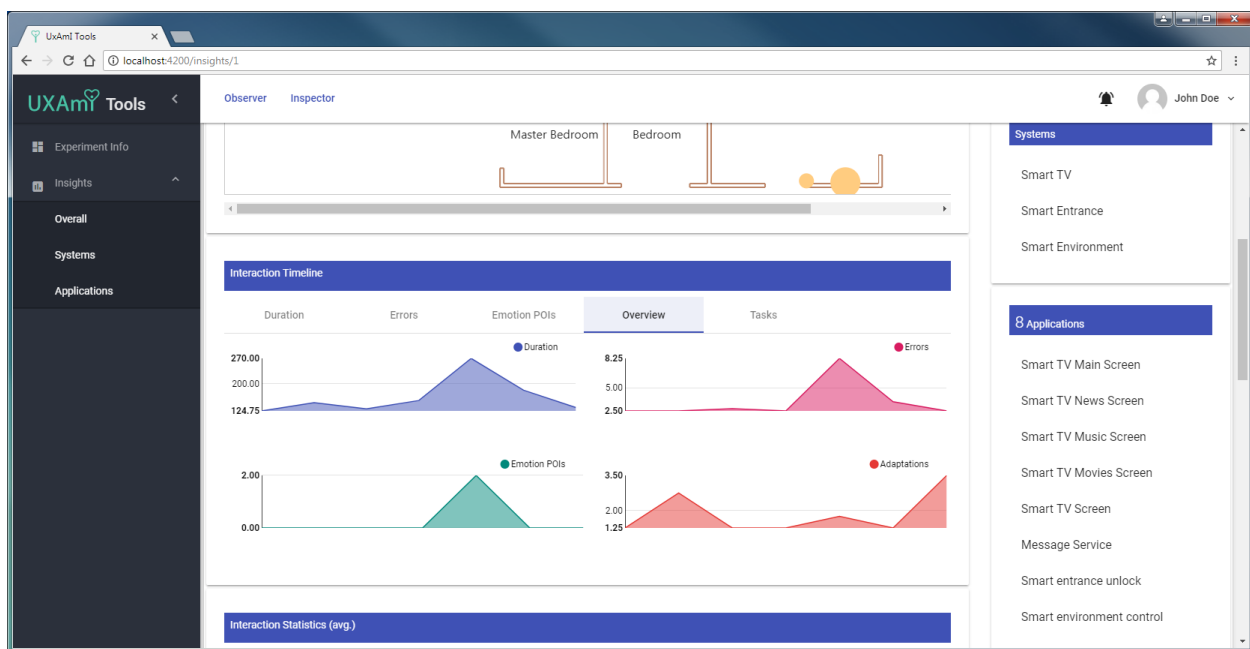 UxAmI Tools
localhost:4200/insights/1
UXAmI Tools
Observer Inspector
John Doe
Experiment Info
Insights
Overall
Systems
Applications
Master Bedroom Bedroom
Interaction Timeline
Duration Errors Emotion POIs Overview Tasks
Duration
270.00
200.00
124.75
Errors
8.25
5.00
2.50
Emotion POIs
2.00
0.00
Adaptations
3.50
2.00
1.25
Interaction Statistics (avg.)
Systems
Smart TV
Smart Entrance
Smart Environment
8 Applications
Smart TV Main Screen
Smart TV News Screen
Smart TV Music Screen
Smart TV Movies Screen
Smart TV Screen
Message Service
Smart entrance unlock
Smart environment control